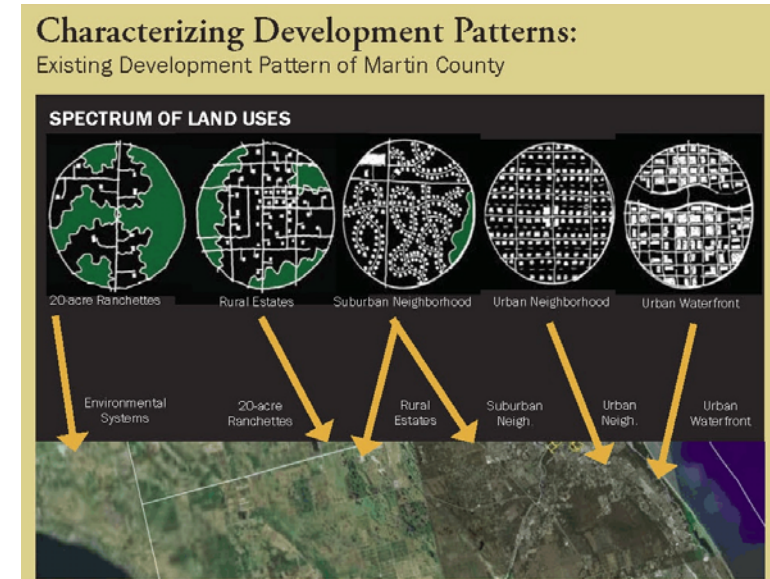 Characterizing Development Patterns:
Existing Development Pattern of Martin County
SPECTRUM OF LAND USES
20-acre Ranchettes
Rural Estates
Suburban Neighborhood
Urban Neighborhood
Urban Waterfront
Environmental
Systems
20-acre
Ranchettes
Rural
Estates
Suburban
Neigh.
Urban
Neigh.
Urban
Waterfront